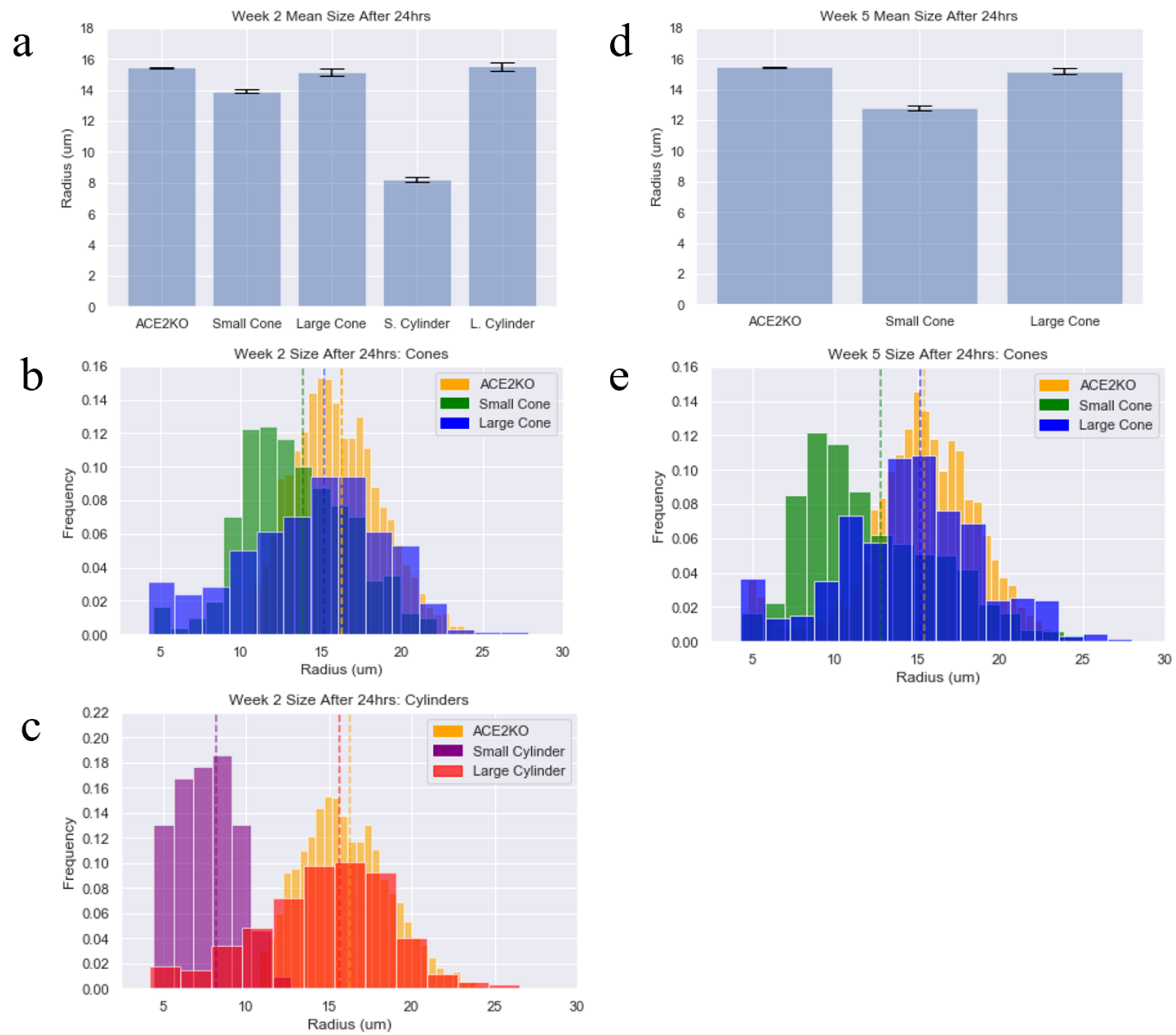 a
Week 2 Mean Size After 24hrs
18
16
14
12
10
8
6
4
2
0
Radius (um)
ACE2KO Small Cone Large Cone S. Cylinder L. Cylinder
d
Week 5 Mean Size After 24hrs
18
16
14
12
10
8
6
4
2
0
Radius (um)
ACE2KO Small Cone Large Cone
b
Week 2 Size After 24hrs: Cones
0.16
0.14
0.12
0.10
0.08
0.06
0.04
0.02
0.00
Frequency
ACE2KO
Small Cone
Large Cone
5 10 15 20 25 30
Radius (um)
e
Week 5 Size After 24hrs: Cones
0.16
0.14
0.12
0.10
0.08
0.06
0.04
0.02
0.00
Frequency
ACE2KO
Small Cone
Large Cone
5 10 15 20 25 30
Radius (um)
c
Week 2 Size After 24hrs: Cylinders
0.22
0.20
0.18
0.16
0.14
0.12
0.10
0.08
0.06
0.04
0.02
0.00
Frequency
ACE2KO
Small Cylinder
Large Cylinder
5 10 15 20 25 30
Radius (um)